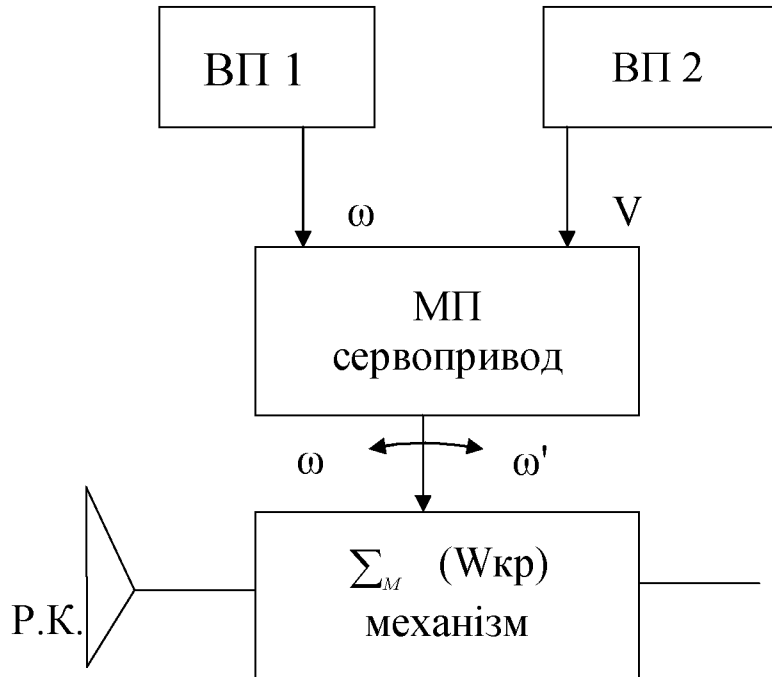 ВП 1
ВП 2
ω
V
МП
сервопривод
ω
ω'
∑м (Wкр)
механізм
Р.К.